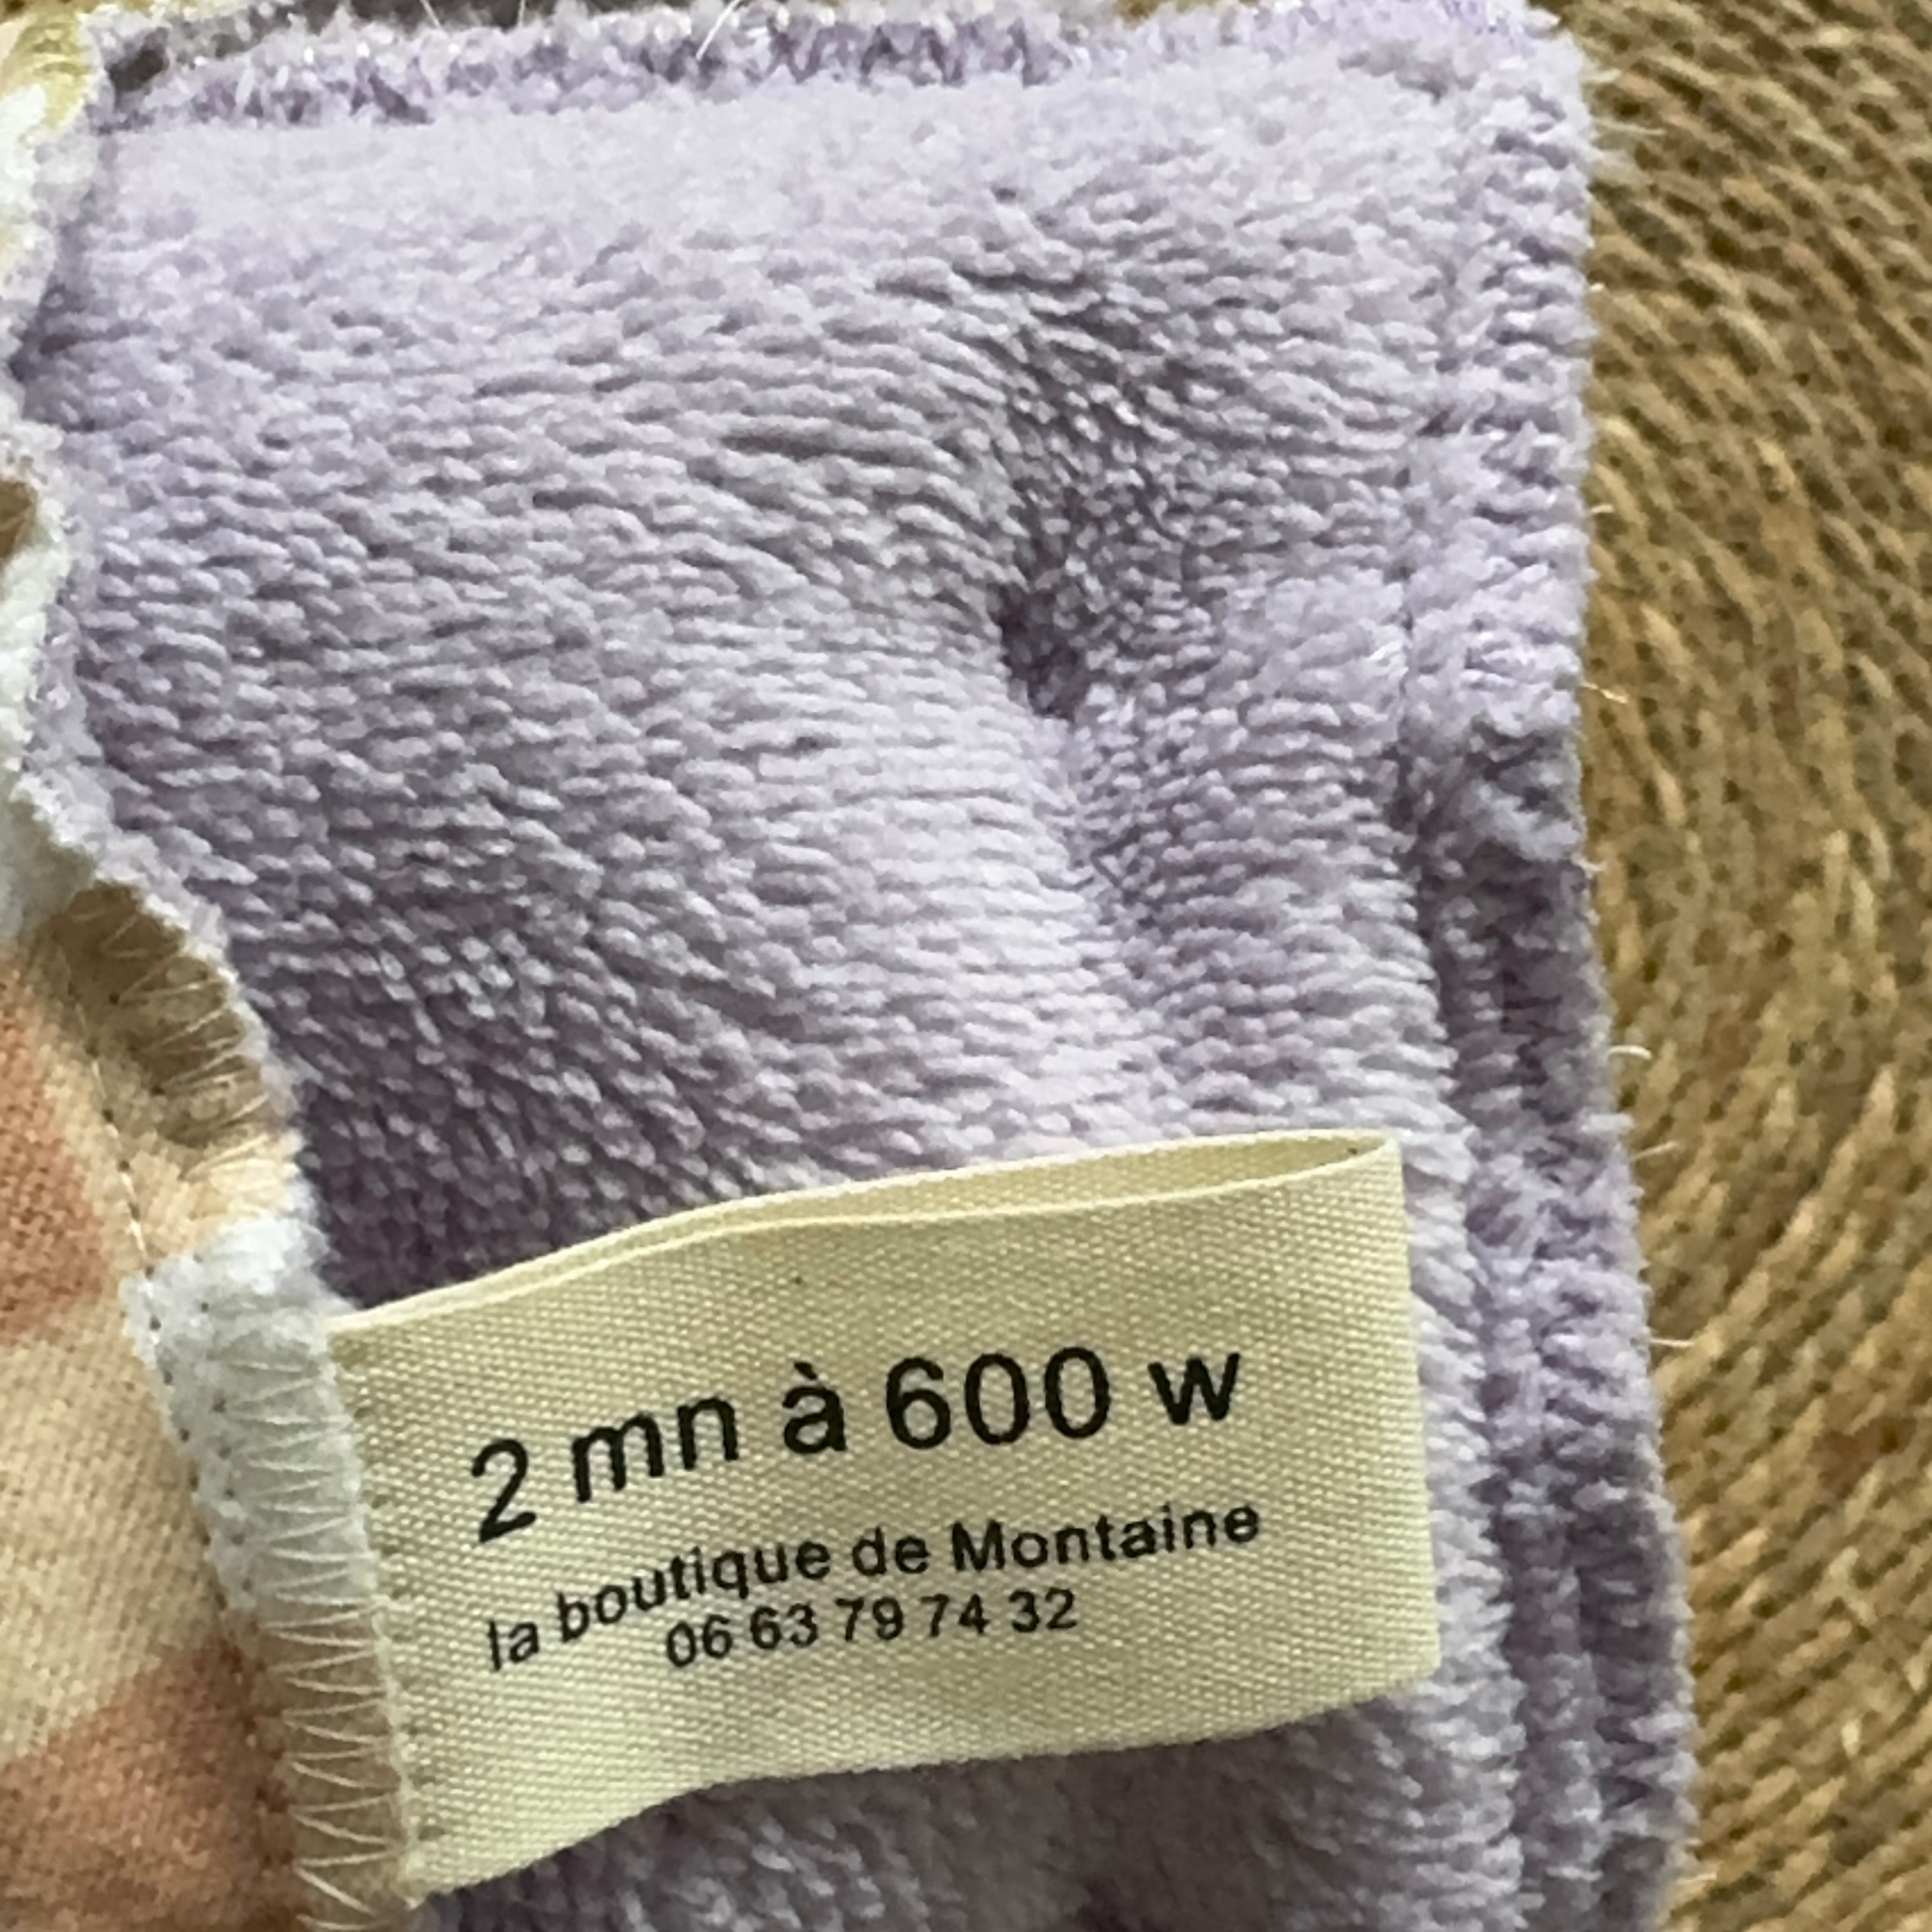 2 mn à 600 w
la boutique de Montaine
06 63 79 74 32